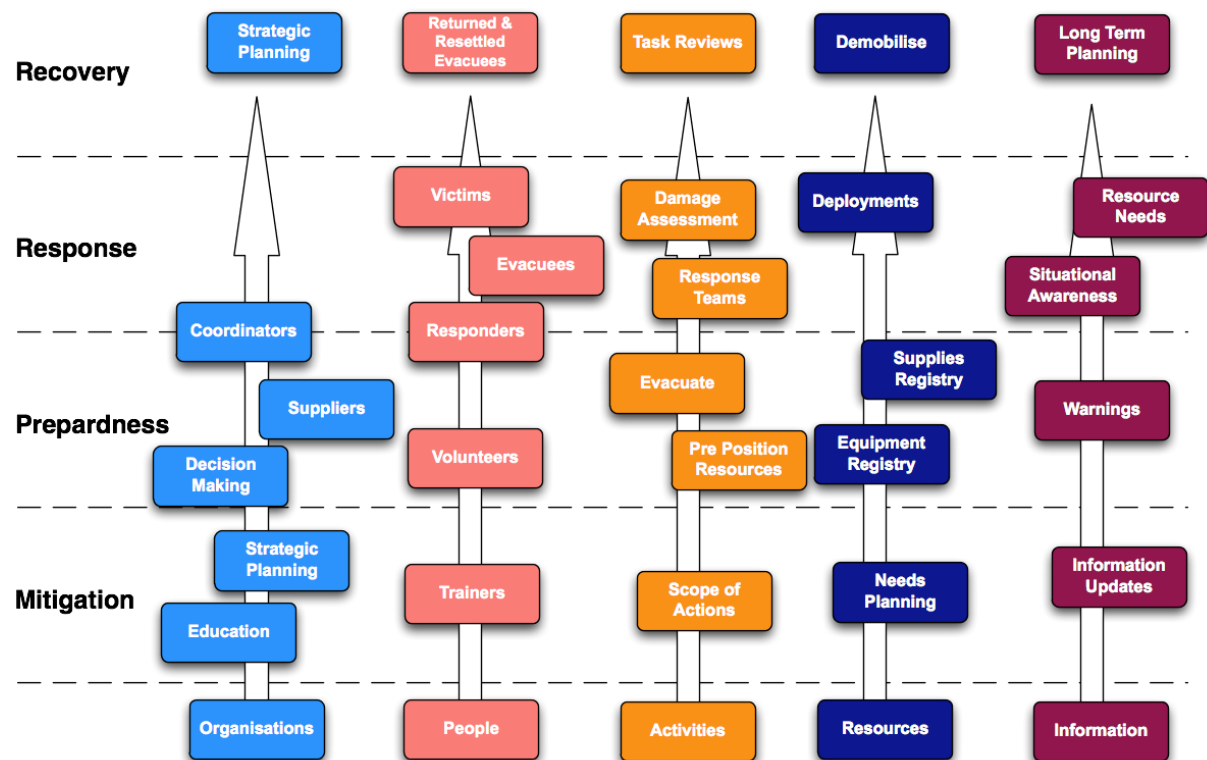 Strategic
Planning
Returned &
Resettled
Evacuees
Task Reviews
Demobilise
Long Term
Planning
Recovery
Victims
Damage
Assessment
Deployments
Resource
Needs
Response
Evacuees
Response
Teams
Situational
Awareness
Coordinators
Responders
Supplies
Registry
Evacuate
Suppliers
Warnings
Prepardness
Decision
Making
Volunteers
Pre Position
Resources
Equipment
Registry
Strategic
Planning
Mitigation
Trainers
Scope of
Actions
Needs
Planning
Information
Updates
Education
Organisations
People
Activities
Resources
Information